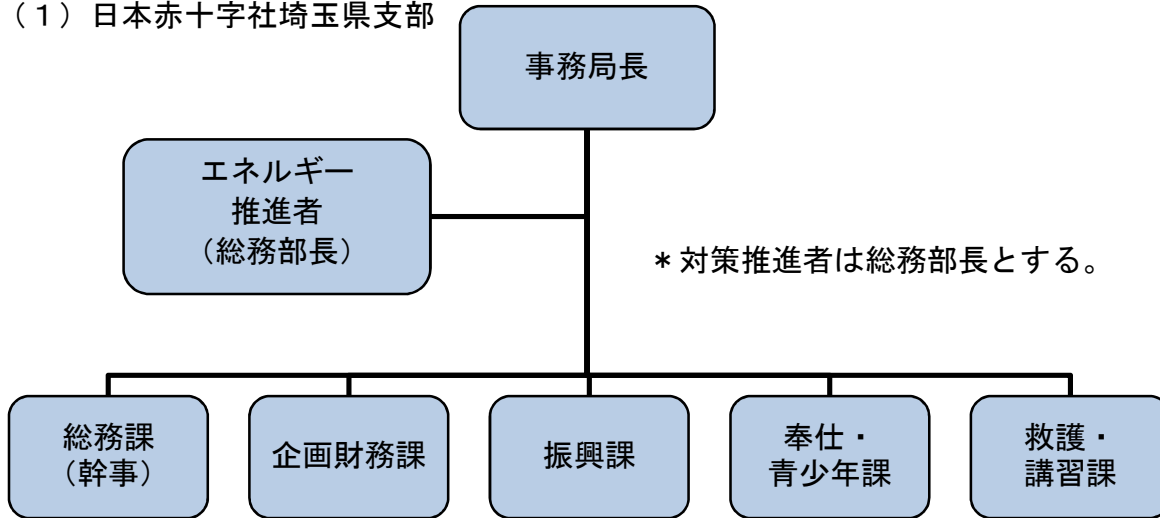 （１）日本赤十字社埼玉県支部
事務局長
エネルギー
推進者
（総務部長）
＊対策推進者は総務部長とする。
総務課
（幹事）
企画財務課
振興課
奉仕・
青少年課
救護・
講習課